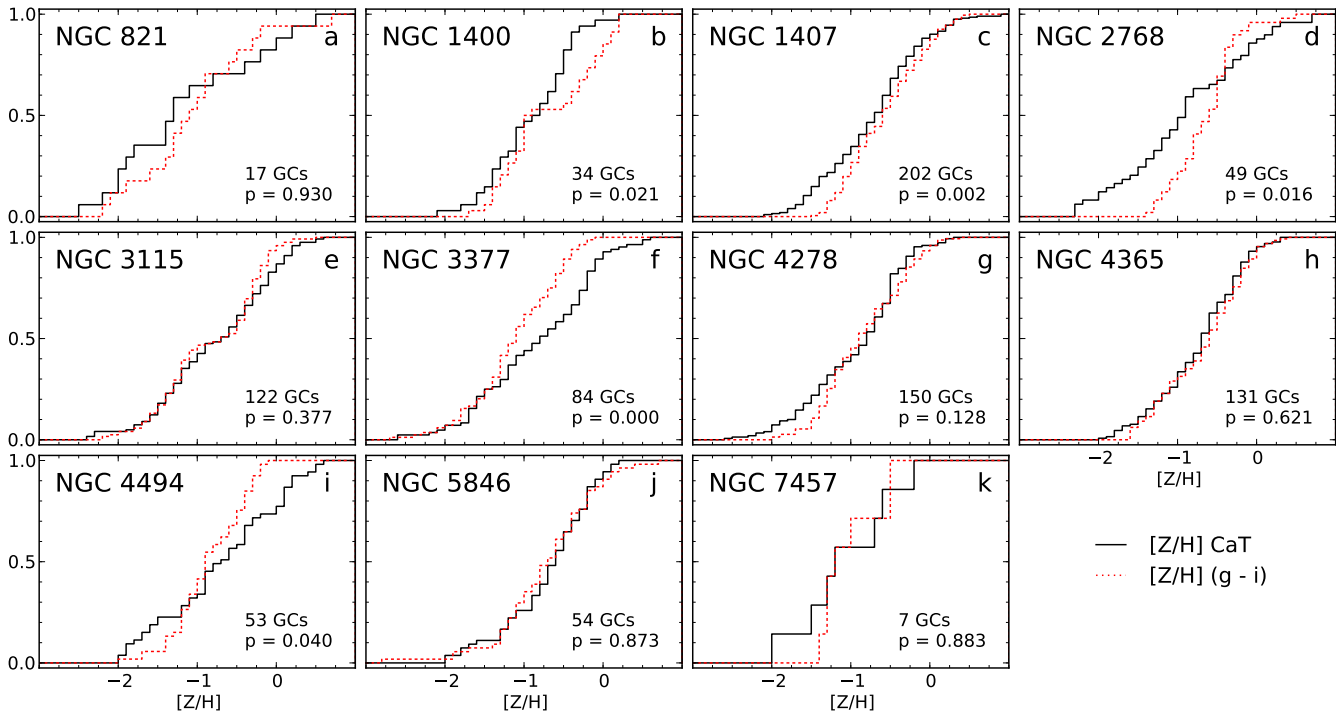 1.0
NGC 821
a
17 GCs
p = 0.930
0.5
0.0
NGC 1400
b
34 GCs
p = 0.021
NGC 1407
c
202 GCs
p = 0.002
NGC 2768
d
49 GCs
p = 0.016
1.0
NGC 3115
e
122 GCs
p = 0.377
0.5
0.0
NGC 3377
f
84 GCs
p = 0.000
NGC 4278
g
150 GCs
p = 0.128
NGC 4365
h
131 GCs
p = 0.621
−2 −1 0
[Z/H]
1.0
NGC 4494
i
53 GCs
p = 0.040
0.5
0.0
−2 −1 0
[Z/H]
NGC 5846
j
54 GCs
p = 0.873
−2 −1 0
[Z/H]
NGC 7457
k
7 GCs
p = 0.883
−2 −1 0
[Z/H]
[Z/H] CaT
[Z/H] (g - i)